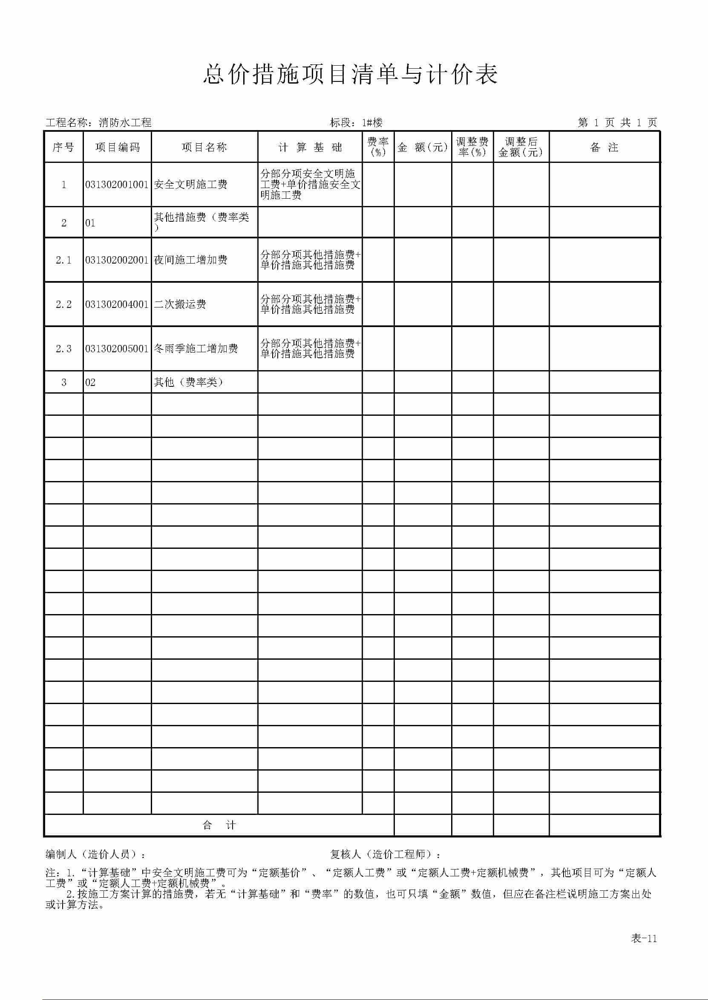 总价措施项目清单与计价表
工程名称：消防水工程 标段：1#楼 第 1 页 共 1 页
序号 项目编码 项目名称 计 算 基 础 费率(%) 金 额(元) 调整费率(%) 调整后金额(元) 备 注
1 031302001001 安全文明施工费 分部分项安全文明施工费+单价措施安全文明施工费
2 01 其他措施费（费率类）
2.1 031302002001 夜间施工增加费 分部分项其他措施费+单价措施其他措施费
2.2 031302004001 二次搬运费 分部分项其他措施费+单价措施其他措施费
2.3 031302005001 冬雨季施工增加费 分部分项其他措施费+单价措施其他措施费
3 02 其他（费率类）
合 计
编制人（造价人员）： 复核人（造价工程师）：
注：1.“计算基础”中安全文明施工费可为“定额基价”、“定额人工费”或“定额人工费+定额机械费”，其他项目可为“定额人
工费”或“定额人工费+定额机械费”。
2.按施工方案计算的措施费，若无“计算基础”和“费率”的数值，也可只填“金额”数值，但应在备注栏说明施工方案出处
或计算方法。
表-11